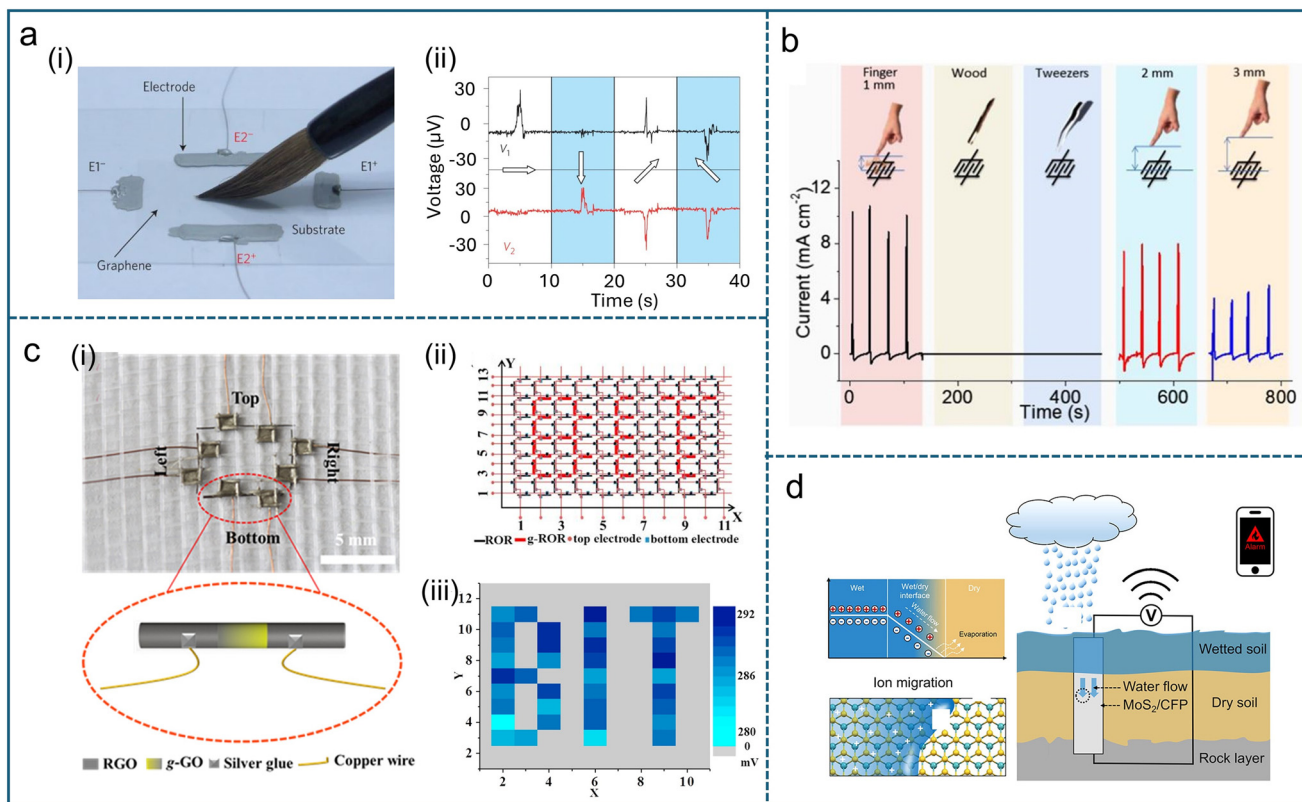 a
(i)
Electrode
E2⁻
E1⁻
E1⁺
Substrate
Graphene
E2⁺
(ii)
Voltage (µV)
30
0
-30
V₁
30
0
-30
V₂
0 10 20 30 40
Time (s)
b
Finger
1 mm
Wood
Tweezers
2 mm
3 mm
Current (mA cm⁻²)
12
8
4
0
0 200 400 600 800
Time (s)
c
(i)
Top
Left
Right
Bottom
5 mm
RGO g-GO Silver glue Copper wire
(ii)
Y
13
11
9
7
5
3
1
1 3 5 7 9 11
X
ROR g-ROR top electrode bottom electrode
(iii)
Y
12
11
10
9
8
7
6
5
4
3
2
2 4 6 8 10
X
292
286
280
0
mV
d
Wet
Wet/dry
interface
Dry
Water flow
Evaporation
Ion migration
Alarm
V
Wetted soil
Water flow
MoS₂/CFP
Dry soil
Rock layer